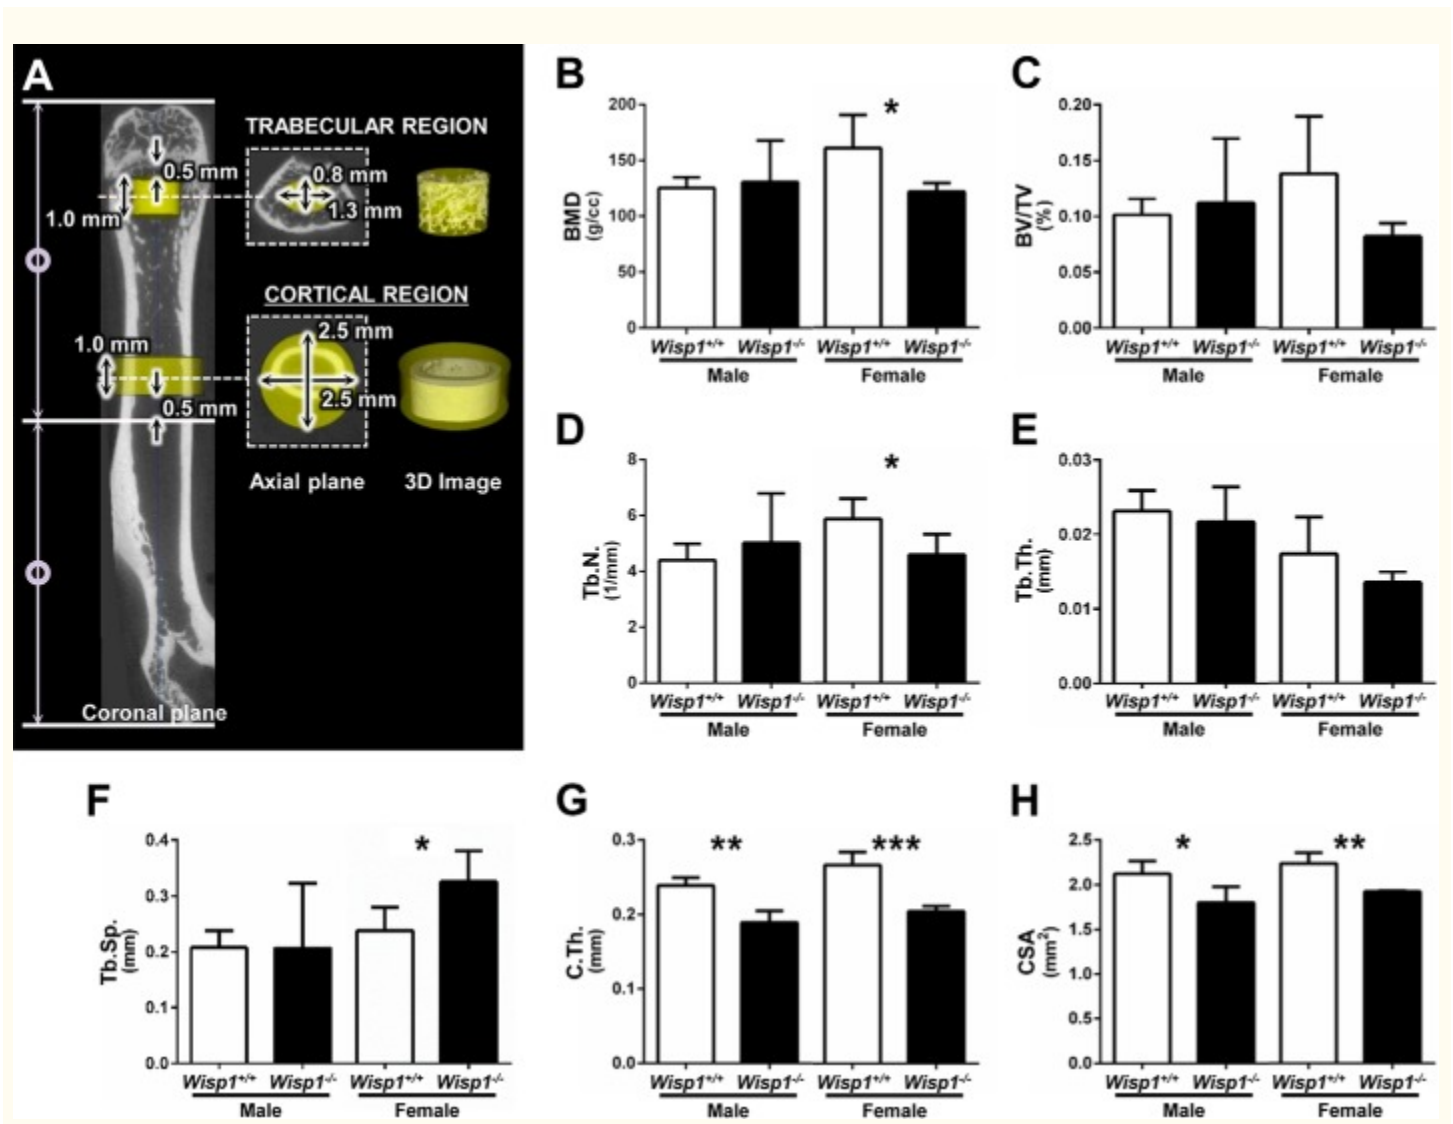 A
TRABECULAR REGION
0.5 mm
0.8 mm
1.3 mm
1.0 mm
CORTICAL REGION
1.0 mm
2.5 mm
2.5 mm
0.5 mm
Axial plane
3D Image
Coronal plane
B
*
200
150
100
50
0
BMD
(g/cc)
Wisp1+/+ Wisp1-/- Wisp1+/+ Wisp1-/-
Male Female
C
0.20
0.15
0.10
0.05
0.00
BV/TV
(%)
Wisp1+/+ Wisp1-/- Wisp1+/+ Wisp1-/-
Male Female
D
*
8
6
4
2
0
Tb.N.
(1/mm)
Wisp1+/+ Wisp1-/- Wisp1+/+ Wisp1-/-
Male Female
E
0.03
0.02
0.01
0.00
Tb.Th.
(mm)
Wisp1+/+ Wisp1-/- Wisp1+/+ Wisp1-/-
Male Female
F
*
0.4
0.3
0.2
0.1
0.0
Tb.Sp.
(mm)
Wisp1+/+ Wisp1-/- Wisp1+/+ Wisp1-/-
Male Female
G
** ***
0.3
0.2
0.1
0.0
C.Th.
(mm)
Wisp1+/+ Wisp1-/- Wisp1+/+ Wisp1-/-
Male Female
H
* **
2.5
2.0
1.5
1.0
0.5
0.0
CSA
(mm2)
Wisp1+/+ Wisp1-/- Wisp1+/+ Wisp1-/-
Male Female